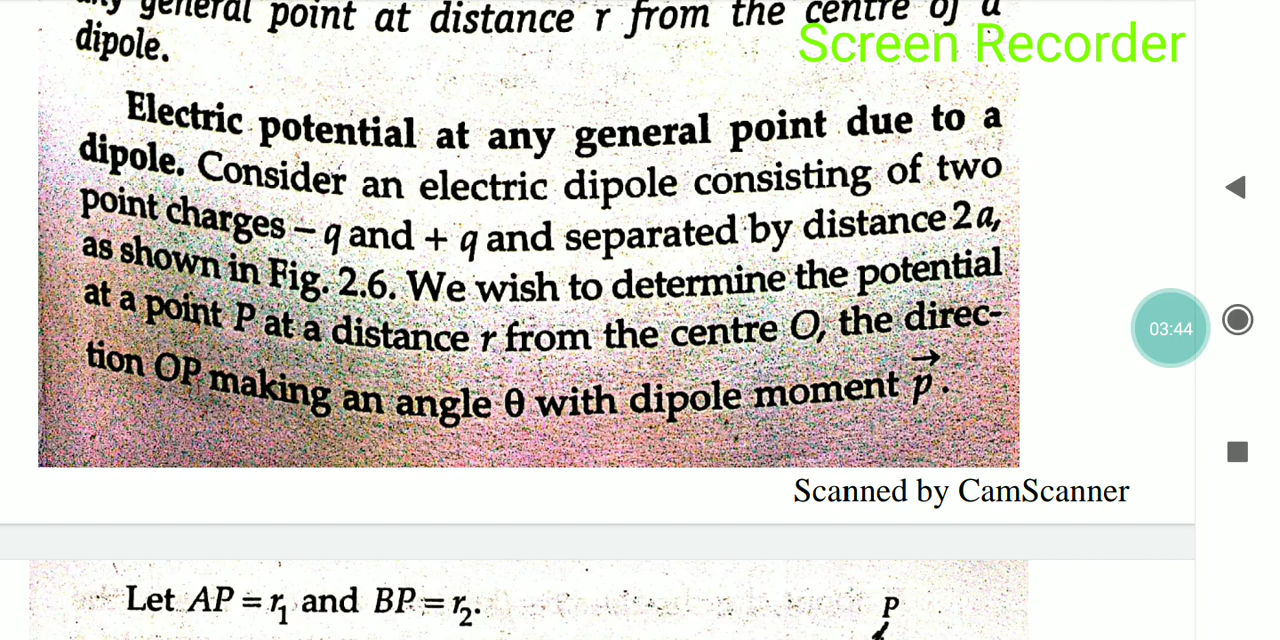 any general point at distance r from the centre of a
dipole.
Screen Recorder
Electric potential at any general point due to a
dipole. Consider an electric dipole consisting of two
point charges – q and + q and separated by distance 2a,
as shown in Fig. 2.6. We wish to determine the potential
at a point P at a distance r from the centre O, the direc-
tion OP making an angle θ with dipole moment p⃗.
03:44
Scanned by CamScanner
Let AP = r₁ and BP = r₂.
P